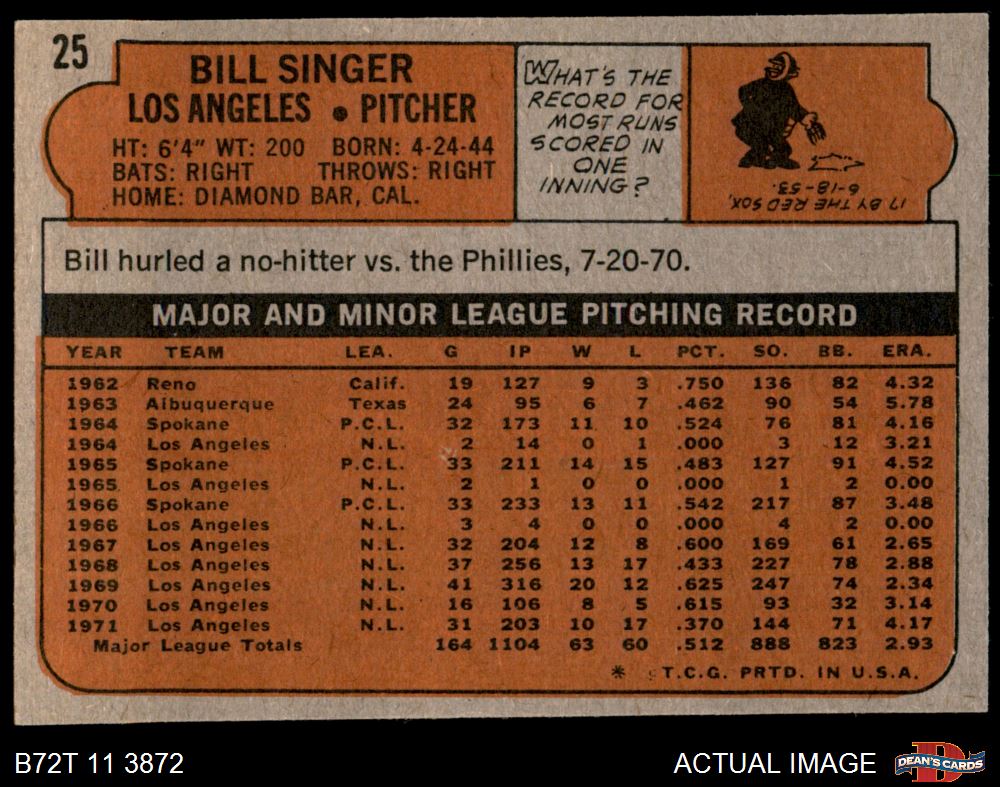 25
BILL SINGER
LOS ANGELES • PITCHER
HT: 6'4" WT: 200 BORN: 4-24-44
BATS: RIGHT THROWS: RIGHT
HOME: DIAMOND BAR, CAL.
WHAT'S THE
RECORD FOR
MOST RUNS
SCORED IN
ONE
INNING?
17 BY THE RED SOX,
6-18-53.
Bill hurled a no-hitter vs. the Phillies, 7-20-70.
MAJOR AND MINOR LEAGUE PITCHING RECORD
YEAR TEAM LEA. G IP W L PCT. SO. BB. ERA.
1962 Reno Calif. 19 127 9 3 .750 136 82 4.32
1963 Albuquerque Texas 24 95 6 7 .462 90 54 5.78
1964 Spokane P.C.L. 32 173 11 10 .524 76 81 4.16
1964 Los Angeles N.L. 2 14 0 1 .000 3 12 3.21
1965 Spokane P.C.L. 33 211 14 15 .483 127 91 4.52
1965 Los Angeles N.L. 2 1 0 0 .000 1 2 0.00
1966 Spokane P.C.L. 33 233 13 11 .542 217 87 3.48
1966 Los Angeles N.L. 3 4 0 0 .000 4 2 0.00
1967 Los Angeles N.L. 32 204 12 8 .600 169 61 2.65
1968 Los Angeles N.L. 37 256 13 17 .433 227 78 2.88
1969 Los Angeles N.L. 41 316 20 12 .625 247 74 2.34
1970 Los Angeles N.L. 16 106 8 5 .615 93 32 3.14
1971 Los Angeles N.L. 31 203 10 17 .370 144 71 4.17
Major League Totals 164 1104 63 60 .512 888 823 2.93
* T.C.G. PRTD. IN U.S.A.
B72T 11 3872
ACTUAL IMAGE
DEAN'S CARDS